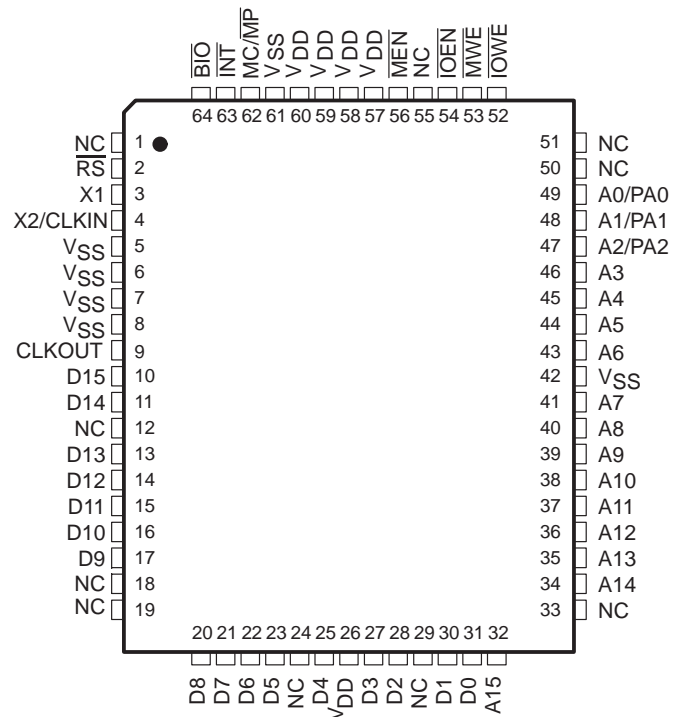 BIO INT MC/MP VSS VDD VDD VDD VDD MEN NC IOEN MWE IOWE
64 63 62 61 60 59 58 57 56 55 54 53 52
NC 1 51 NC
RS 2 50 NC
X1 3 49 A0/PA0
X2/CLKIN 4 48 A1/PA1
VSS 5 47 A2/PA2
VSS 6 46 A3
VSS 7 45 A4
VSS 8 44 A5
CLKOUT 9 43 A6
D15 10 42 VSS
D14 11 41 A7
NC 12 40 A8
D13 13 39 A9
D12 14 38 A10
D11 15 37 A11
D10 16 36 A12
D9 17 35 A13
NC 18 34 A14
NC 19 33 NC
20 21 22 23 24 25 26 27 28 29 30 31 32
D8 D7 D6 D5 NC D4 VDD D3 D2 NC D1 D0 A15